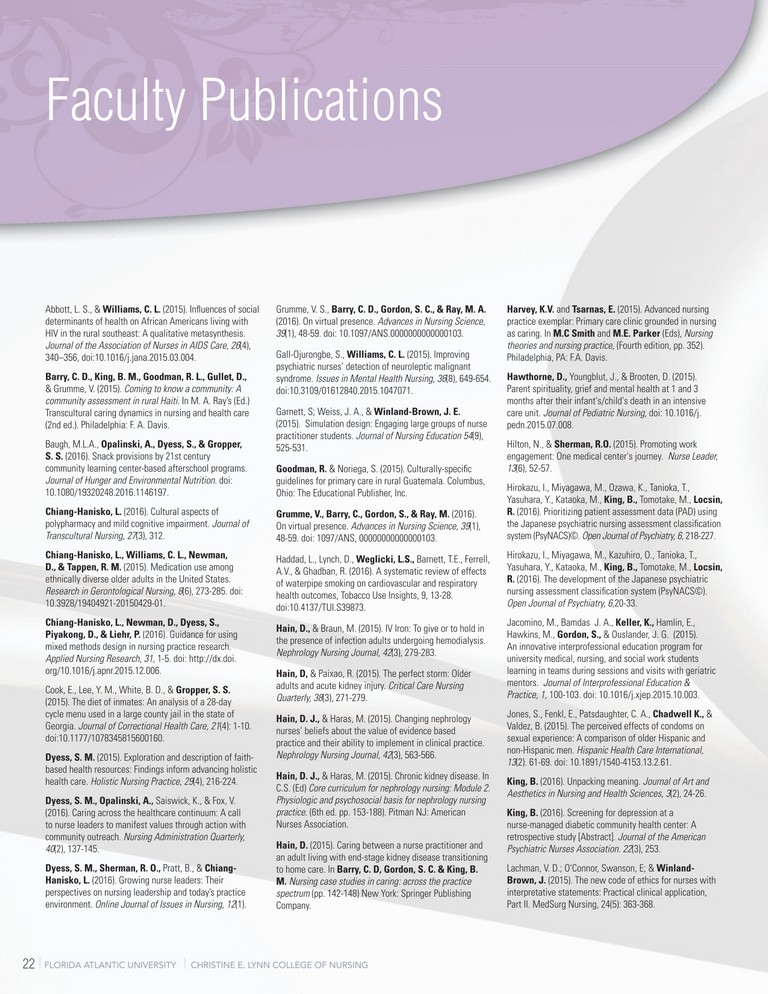 Faculty Publications
Abbott, L. S., & Williams, C. L. (2015). Influences of social
determinants of health on African Americans living with
HIV in the rural southeast: A qualitative metasynthesis.
Journal of the Association of Nurses in AIDS Care, 26(4),
340–356, doi:10.1016/j.jana.2015.03.004.
Barry, C. D., King, B. M., Goodman, R. L., Gullet, D.,
& Grumme, V. (2015). Coming to know a community: A
community assessment in rural Haiti. In M. A. Ray's (Ed.)
Transcultural caring dynamics in nursing and health care
(2nd ed.). Philadelphia: F. A. Davis.
Baugh, M.L.A., Opalinski, A., Dyess, S., & Gropper,
S. S. (2016). Snack provisions by 21st century
community learning center-based afterschool programs.
Journal of Hunger and Environmental Nutrition. doi:
10.1080/19320248.2016.1146197.
Chiang-Hanisko, L. (2016). Cultural aspects of
polypharmacy and mild cognitive impairment. Journal of
Transcultural Nursing, 27(3), 312.
Chiang-Hanisko, L., Williams, C. L., Newman,
D., & Tappen, R. M. (2015). Medication use among
ethnically diverse older adults in the United States.
Research in Gerontological Nursing, 8(6), 273-285. doi:
10.3928/19404921-20150429-01.
Chiang-Hanisko, L., Newman, D., Dyess, S.,
Piyakong, D., & Liehr, P. (2016). Guidance for using
mixed methods design in nursing practice research.
Applied Nursing Research, 31, 1-5. doi: http://dx.doi.
org/10.1016/j.apnr.2015.12.006.
Cook, E., Lee, Y. M., White, B. D., & Gropper, S. S.
(2015). The diet of inmates: An analysis of a 28-day
cycle menu used in a large county jail in the state of
Georgia. Journal of Correctional Health Care, 21(4): 1-10.
doi:10.1177/1078345815600160.
Dyess, S. M. (2015). Exploration and description of faith-
based health resources: Findings inform advancing holistic
health care. Holistic Nursing Practice, 29(4), 216-224.
Dyess, S. M., Opalinski, A., Saiswick, K., & Fox, V.
(2016). Caring across the healthcare continuum: A call
to nurse leaders to manifest values through action with
community outreach. Nursing Administration Quarterly,
40(2), 137-145.
Dyess, S. M., Sherman, R. O., Pratt, B., & Chiang-
Hanisko, L. (2016). Growing nurse leaders: Their
perspectives on nursing leadership and today's practice
environment. Online Journal of Issues in Nursing, 12(1).
Grumme, V. S., Barry, C. D., Gordon, S. C., & Ray, M. A.
(2016). On virtual presence. Advances in Nursing Science,
39(1), 48-59. doi: 10.1097/ANS.0000000000000103.
Gall-Ojurongbe, S., Williams, C. L. (2015). Improving
psychiatric nurses' detection of neuroleptic malignant
syndrome. Issues in Mental Health Nursing, 36(8), 649-654.
doi:10.3109/01612840.2015.1047071.
Garnett, S; Weiss, J. A., & Winland-Brown, J. E.
(2015). Simulation design: Engaging large groups of nurse
practitioner students. Journal of Nursing Education 54(9),
525-531.
Goodman, R. & Noriega, S. (2015). Culturally-specific
guidelines for primary care in rural Guatemala. Columbus,
Ohio: The Educational Publisher, Inc.
Grumme, V., Barry, C., Gordon, S., & Ray, M. (2016).
On virtual presence. Advances in Nursing Science, 39(1),
48-59. doi: 1097/ANS, 00000000000000103.
Haddad, L., Lynch, D., Weglicki, L.S., Barnett, T.E., Ferrell,
A.V., & Ghadban, R. (2016). A systematic review of effects
of waterpipe smoking on cardiovascular and respiratory
health outcomes, Tobacco Use Insights, 9, 13-28.
doi:10.4137/TUI.S39873.
Hain, D., & Braun, M. (2015). IV Iron: To give or to hold in
the presence of infection adults undergoing hemodialysis.
Nephrology Nursing Journal, 42(3), 279-283.
Hain, D, & Paixao, R. (2015). The perfect storm: Older
adults and acute kidney injury. Critical Care Nursing
Quarterly, 38(3), 271-279.
Hain, D. J., & Haras, M. (2015). Changing nephrology
nurses' beliefs about the value of evidence based
practice and their ability to implement in clinical practice.
Nephrology Nursing Journal, 42(3), 563-566.
Hain, D. J., & Haras, M. (2015). Chronic kidney disease. In
C.S. (Ed) Core curriculum for nephrology nursing: Module 2.
Physiologic and psychosocial basis for nephrology nursing
practice. (6th ed. pp. 153-188). Pitman NJ: American
Nurses Association.
Hain, D. (2015). Caring between a nurse practitioner and
an adult living with end-stage kidney disease transitioning
to home care. In Barry, C. D, Gordon, S. C. & King, B.
M. Nursing case studies in caring: across the practice
spectrum (pp. 142-148) New York: Springer Publishing
Company.
Harvey, K.V. and Tsarnas, E. (2015). Advanced nursing
practice exemplar: Primary care clinic grounded in nursing
as caring. In M.C Smith and M.E. Parker (Eds), Nursing
theories and nursing practice, (Fourth edition, pp. 352).
Philadelphia, PA: F.A. Davis.
Hawthorne, D., Youngblut, J., & Brooten, D. (2015).
Parent spirituality, grief and mental health at 1 and 3
months after their infant's/child's death in an intensive
care unit. Journal of Pediatric Nursing, doi: 10.1016/j.
pedn.2015.07.008.
Hilton, N., & Sherman, R.O. (2015). Promoting work
engagement: One medical center's journey. Nurse Leader,
13(6), 52-57.
Hirokazu, I., Miyagawa, M., Ozawa, K., Tanioka, T.,
Yasuhara, Y., Kataoka, M., King, B., Tomotake, M., Locsin,
R. (2016). Prioritizing patient assessment data (PAD) using
the Japanese psychiatric nursing assessment classification
system (PsyNACS)©. Open Journal of Psychiatry, 6, 218-227.
Hirokazu, I., Miyagawa, M., Kazuhiro, O., Tanioka, T.,
Yasuhara, Y., Kataoka, M., King, B., Tomotake, M., Locsin,
R. (2016). The development of the Japanese psychiatric
nursing assessment classification system (PsyNACS©).
Open Journal of Psychiatry, 6,20-33.
Jacomino, M., Bamdas J. A., Keller, K., Hamlin, E.,
Hawkins, M., Gordon, S., & Ouslander, J. G. (2015).
An innovative interprofessional education program for
university medical, nursing, and social work students
learning in teams during sessions and visits with geriatric
mentors. Journal of Interprofessional Education &
Practice, 1, 100-103. doi: 10.1016/j.xjep.2015.10.003.
Jones, S., Fenkl, E., Patsdaughter, C. A., Chadwell K., &
Valdez, B. (2015). The perceived effects of condoms on
sexual experience: A comparison of older Hispanic and
non-Hispanic men. Hispanic Health Care International,
13(2). 61-69. doi: 10.1891/1540-4153.13.2.61.
King, B. (2016). Unpacking meaning. Journal of Art and
Aesthetics in Nursing and Health Sciences, 3(2), 24-26.
King, B. (2016). Screening for depression at a
nurse-managed diabetic community health center: A
retrospective study [Abstract]. Journal of the American
Psychiatric Nurses Association. 22(3), 253.
Lachman, V. D.; O'Connor, Swanson, E; & Winland-
Brown, J. (2015). The new code of ethics for nurses with
interpretative statements: Practical clinical application,
Part II. MedSurg Nursing, 24(5): 363-368.
22 | FLORIDA ATLANTIC UNIVERSITY | CHRISTINE E. LYNN COLLEGE OF NURSING